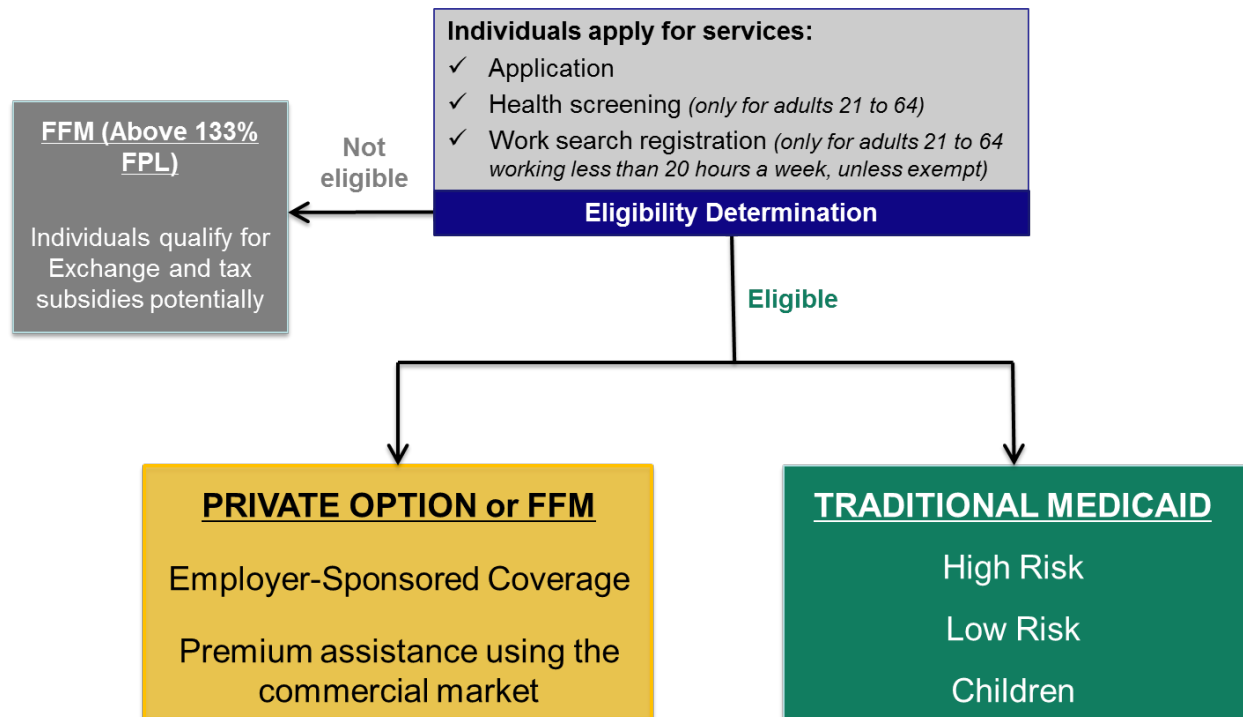 Individuals apply for services:
✓ Application
✓ Health screening (only for adults 21 to 64)
✓ Work search registration (only for adults 21 to 64
working less than 20 hours a week, unless exempt)
Eligibility Determination
Not
eligible
FFM (Above 133%
FPL)
Individuals qualify for
Exchange and tax
subsidies potentially
Eligible
PRIVATE OPTION or FFM
Employer-Sponsored Coverage
Premium assistance using the
commercial market
TRADITIONAL MEDICAID
High Risk
Low Risk
Children